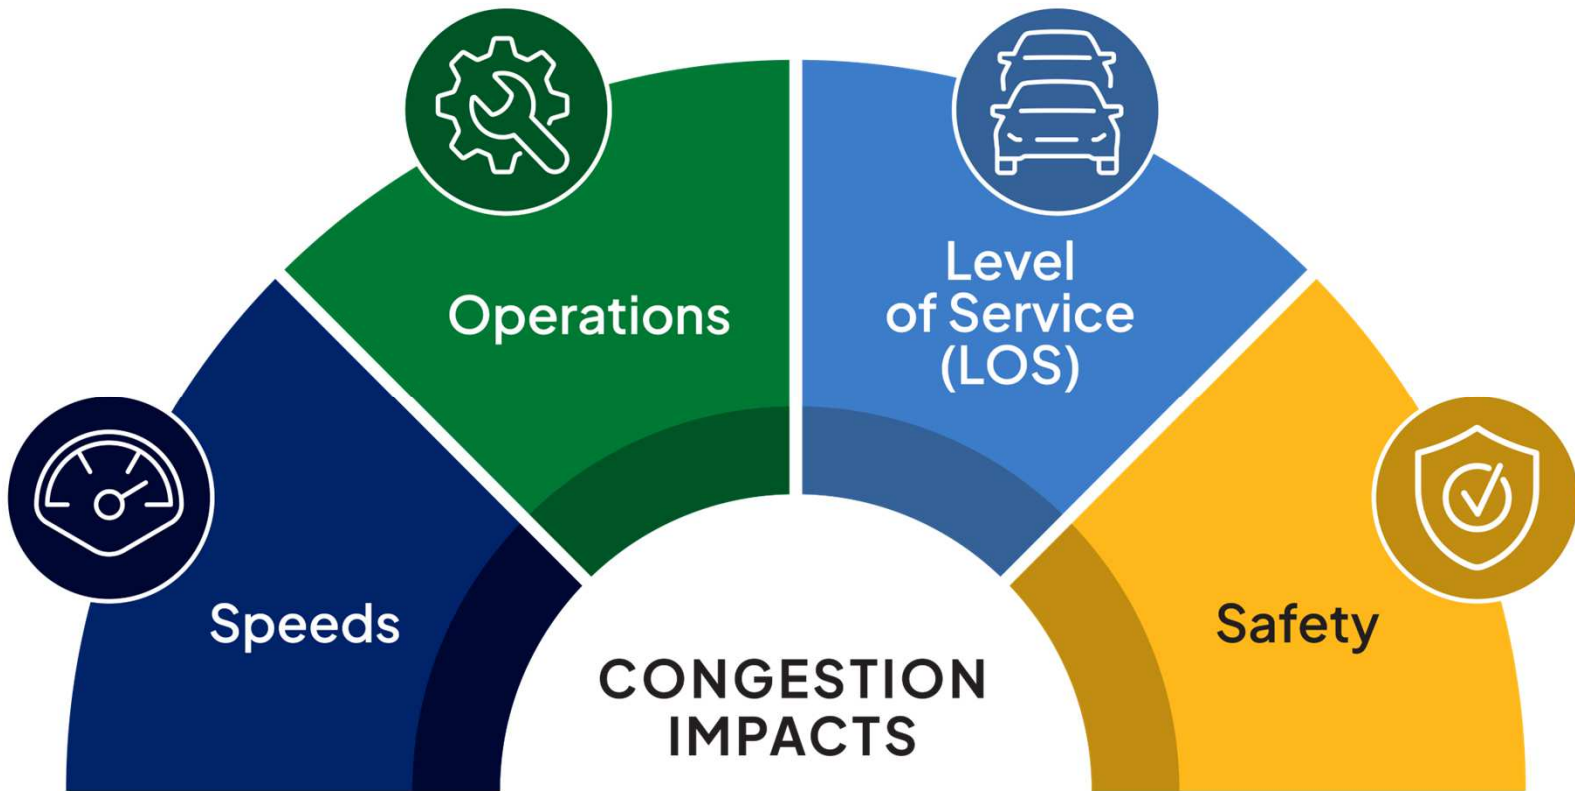 Operations
Level
of Service
(LOS)
Speeds
Safety
CONGESTION
IMPACTS